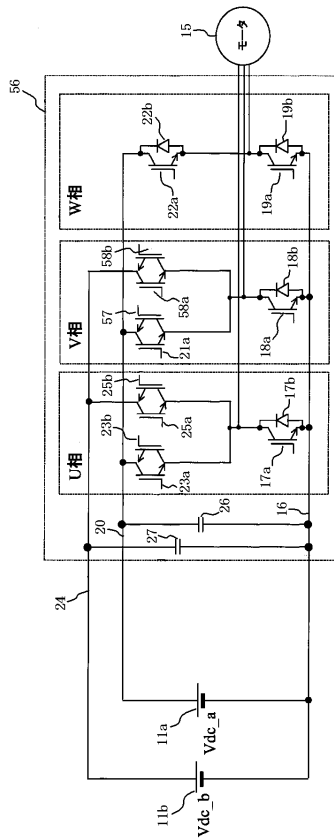 56
15
モータ
W相
22b
22a
19b
19a
V相
58b
57
58a
21a
18b
18a
U相
25b
23b
25a
23a
17b
17a
24
20
27
26
16
11a
Vdc_a
11b
Vdc_b